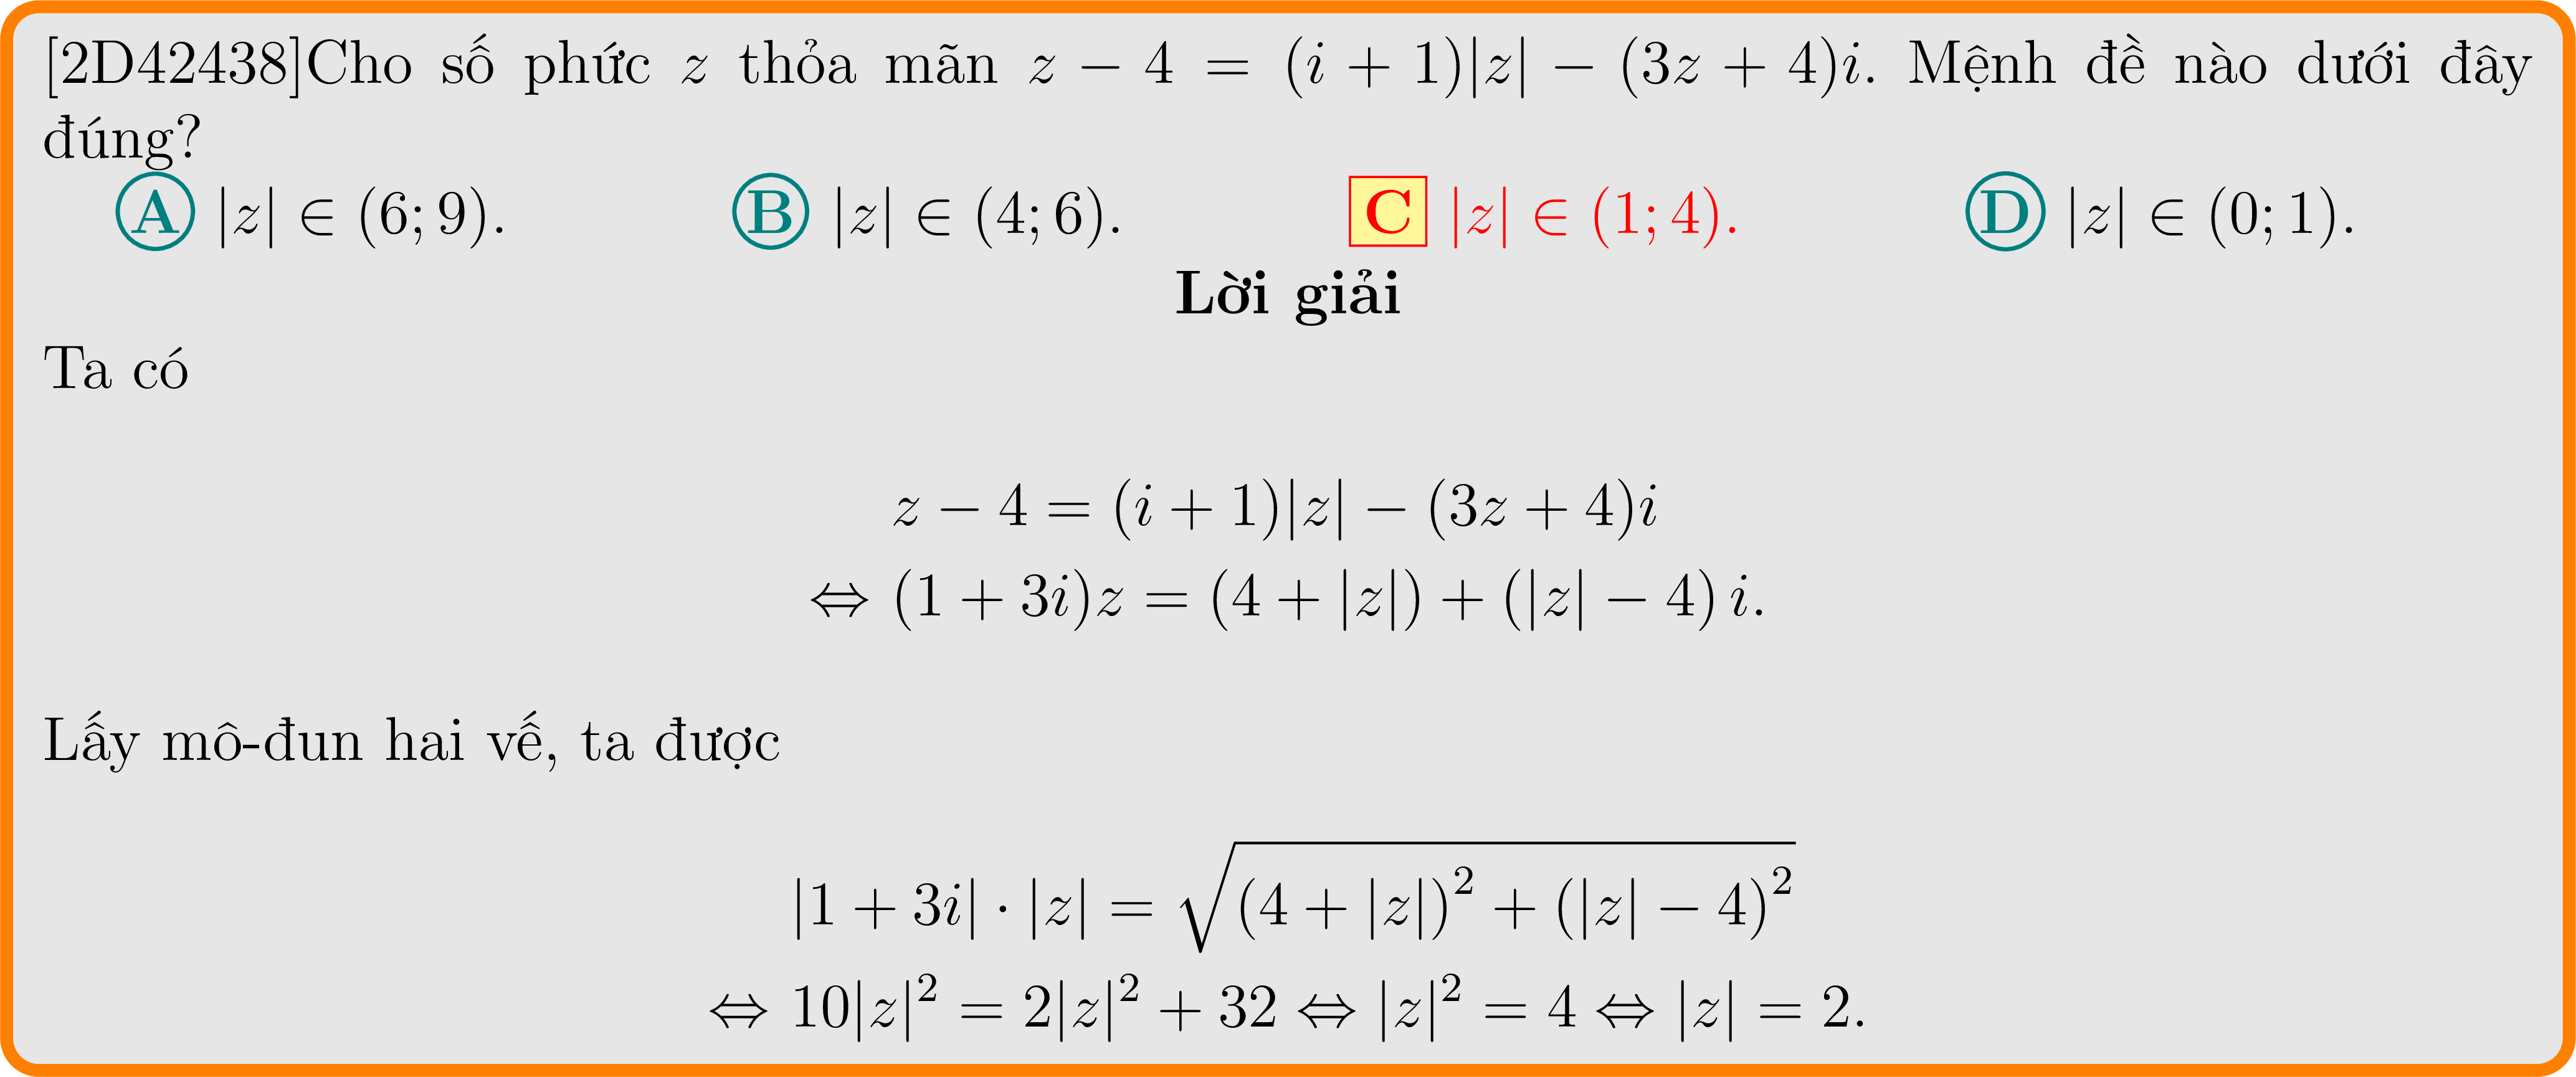 [2D42438]Cho số phức z thỏa mãn z − 4 = (i + 1)|z| − (3z + 4)i. Mệnh đề nào dưới đây
đúng?
A |z| ∈ (6; 9). B |z| ∈ (4; 6). C |z| ∈ (1; 4). D |z| ∈ (0; 1).
Lời giải
Ta có
z − 4 = (i + 1)|z| − (3z + 4)i
⇔ (1 + 3i)z = (4 + |z|) + (|z| − 4) i.
Lấy mô-đun hai vế, ta được
|1 + 3i| · |z| = √((4 + |z|)² + (|z| − 4)²)
⇔ 10|z|² = 2|z|² + 32 ⇔ |z|² = 4 ⇔ |z| = 2.